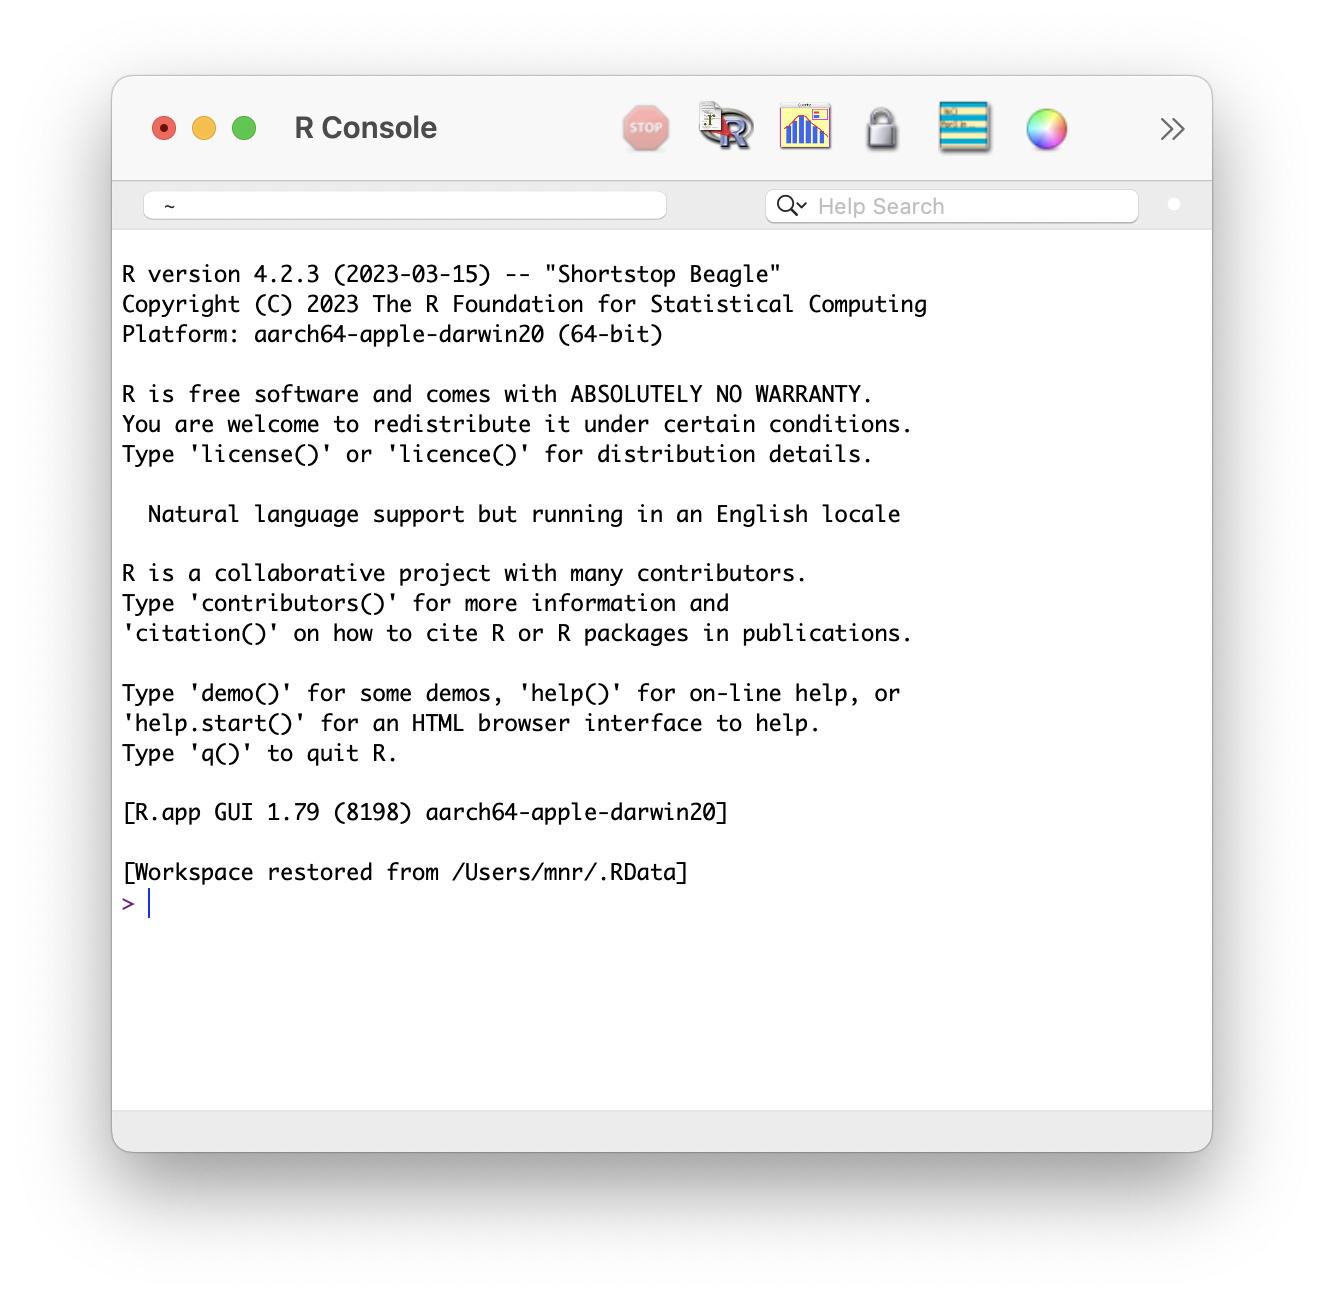 R Console
STOP
R
~
Help Search
R version 4.2.3 (2023-03-15) -- "Shortstop Beagle"
Copyright (C) 2023 The R Foundation for Statistical Computing
Platform: aarch64-apple-darwin20 (64-bit)
R is free software and comes with ABSOLUTELY NO WARRANTY.
You are welcome to redistribute it under certain conditions.
Type 'license()' or 'licence()' for distribution details.
Natural language support but running in an English locale
R is a collaborative project with many contributors.
Type 'contributors()' for more information and
'citation()' on how to cite R or R packages in publications.
Type 'demo()' for some demos, 'help()' for on-line help, or
'help.start()' for an HTML browser interface to help.
Type 'q()' to quit R.
[R.app GUI 1.79 (8198) aarch64-apple-darwin20]
[Workspace restored from /Users/mnr/.RData]
>